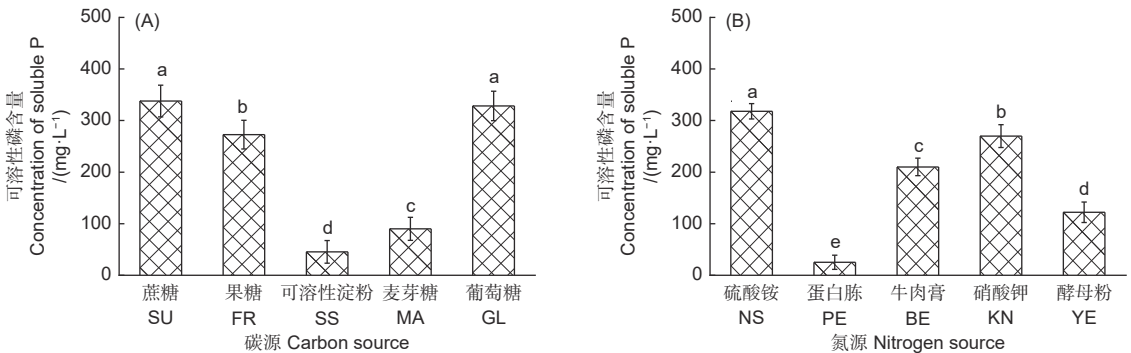 (A)
可溶性磷含量
Concentration of soluble P
/(mg·L⁻¹)
500
400
300
200
100
0
a
b
d
c
a
蔗糖 果糖 可溶性淀粉 麦芽糖 葡萄糖
SU FR SS MA GL
碳源 Carbon source
(B)
可溶性磷含量
Concentration of soluble P
/(mg·L⁻¹)
500
400
300
200
100
0
a
e
c
b
d
硫酸铵 蛋白胨 牛肉膏 硝酸钾 酵母粉
NS PE BE KN YE
氮源 Nitrogen source